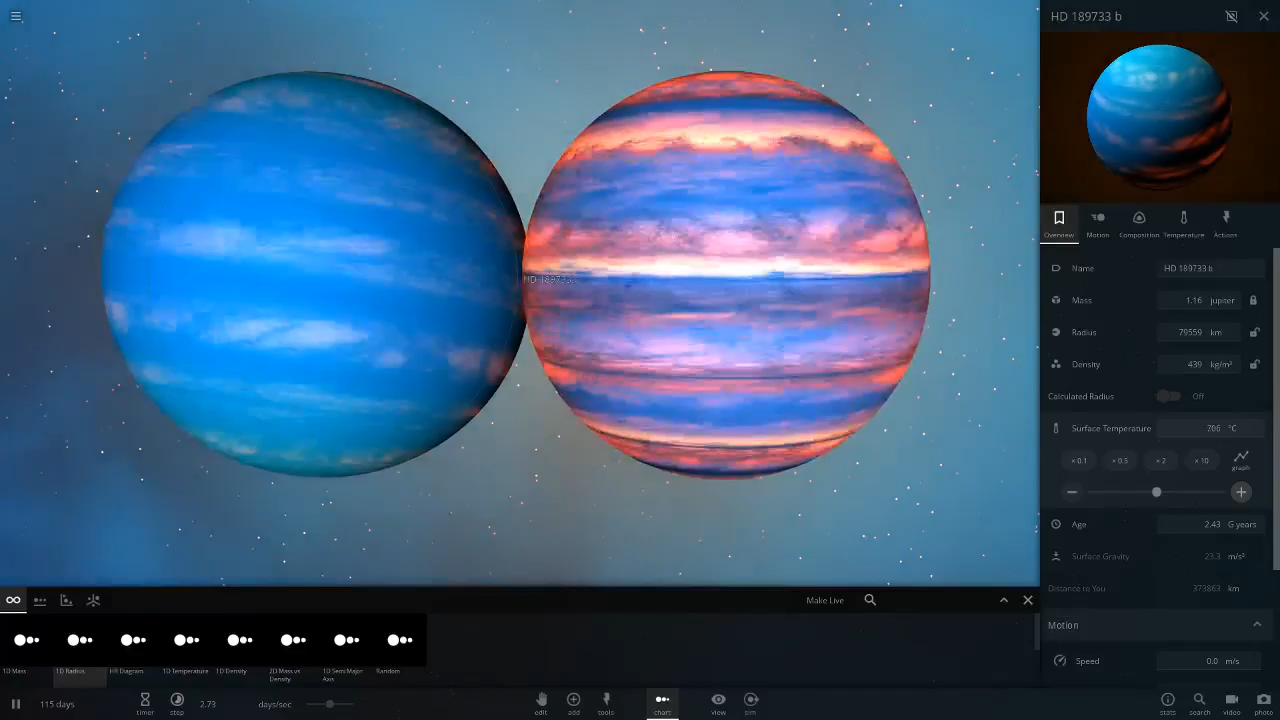 HD 189733 b
HD 189733 b
Overview
Motion
Composition
Temperature
Actions
Name HD 189733 b
Mass 1.16 jupiter
Radius 79559 km
Density 439 kg/m³
Calculated Radius Off
Surface Temperature 706 °C
× 0.1 × 0.5 × 2 × 10 graph
Age 2.43 G years
Surface Gravity 23.3 m/s²
Distance to You 373863 km
Motion
Speed 0.0 m/s
Make Live
1D Mass
1D Radius
HR Diagram
1D Temperature
1D Density
2D Mass vs
Density
1D Semi Major
Axis
Random
115 days
timer
step
2.73 days/sec
edit
add
tools
chart
view
sim
stats
search
video
photo